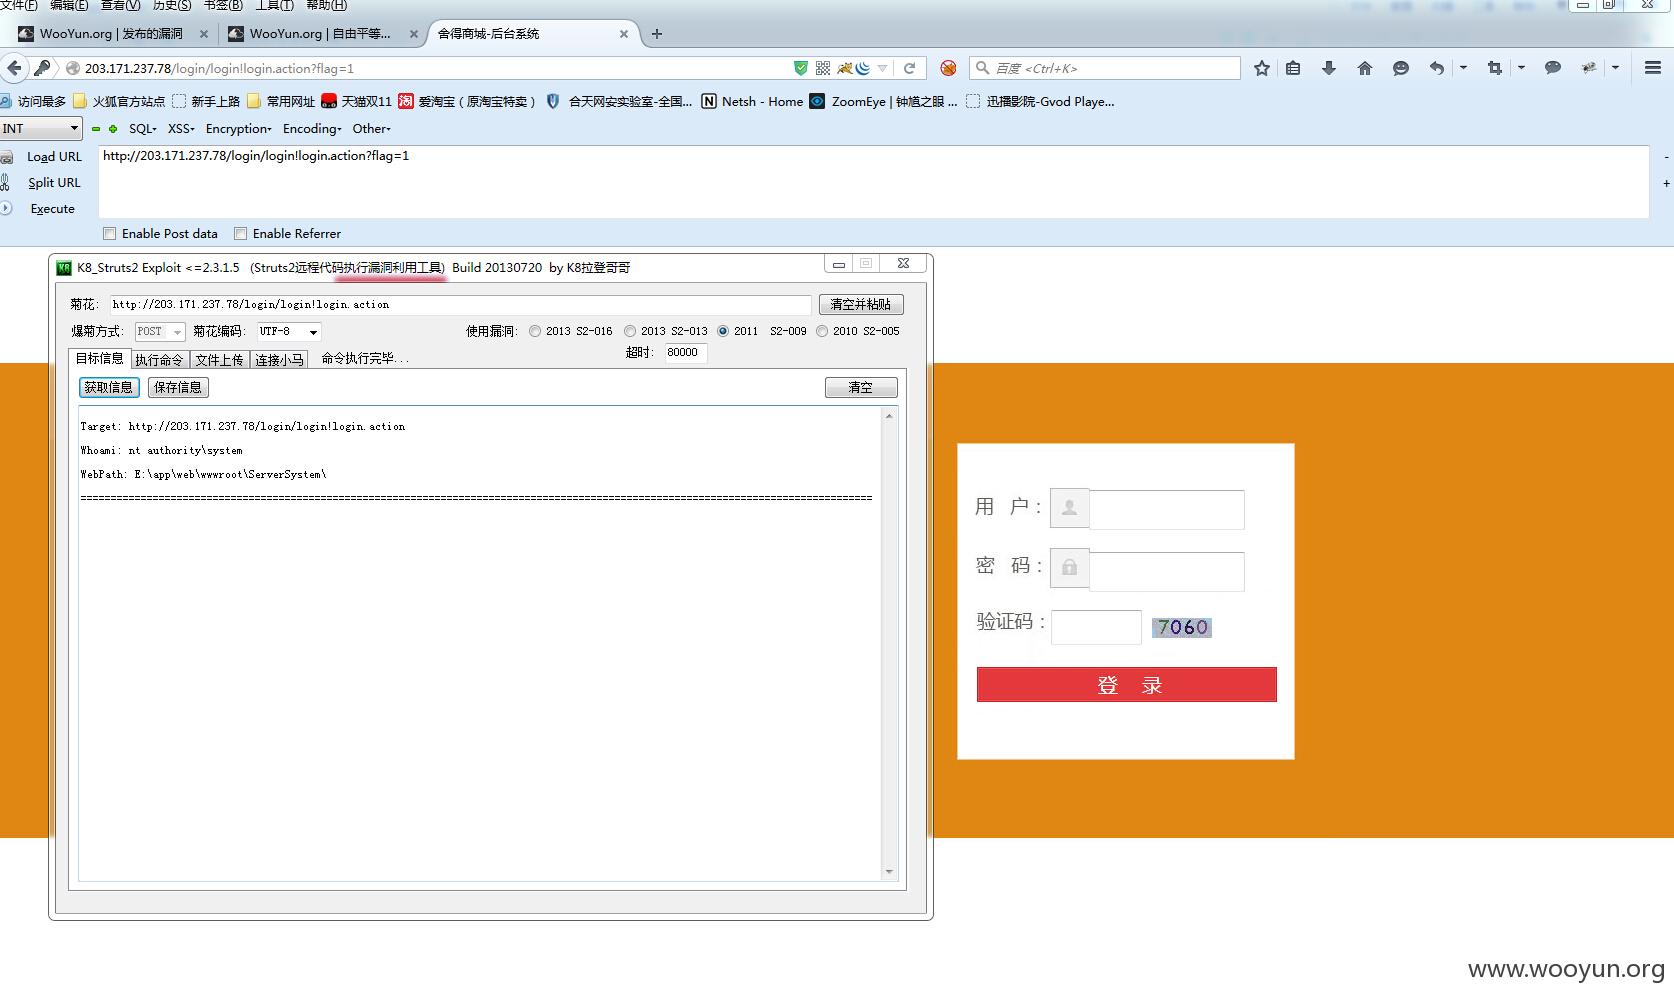 文件(F) 编辑(E) 查看(V) 历史(S) 书签(B) 工具(T) 帮助(H)
WooYun.org | 发布的漏洞 WooYun.org | 自由平等... 舍得商城-后台系统
203.171.237.78/login/login!login.action?flag=1 百度 <Ctrl+K>
访问最多 火狐官方站点 新手上路 常用网址 天猫双11 爱淘宝（原淘宝特卖） 合天网安实验室-全国... Netsh - Home ZoomEye | 钟馗之眼 ... 迅播影院-Gvod Playe...
INT SQL XSS Encryption Encoding Other
Load URL http://203.171.237.78/login/login!login.action?flag=1
Split URL
Execute
Enable Post data Enable Referrer
K8_Struts2 Exploit <=2.3.1.5 (Struts2远程代码执行漏洞利用工具) Build 20130720 by K8拉登哥哥
菊花: http://203.171.237.78/login/login!login.action 清空并粘贴
爆菊方式: POST 菊花编码: UTF-8 使用漏洞: 2013 S2-016 2013 S2-013 2011 S2-009 2010 S2-005
目标信息 执行命令 文件上传 连接小马 命令执行完毕... 超时: 80000
获取信息 保存信息 清空
Target: http://203.171.237.78/login/login!login.action
Whoami: nt authority\system
WebPath: E:\app\web\wwwroot\ServerSystem\
用 户：
密 码：
验证码： 7060
登 录
www.wooyun.org